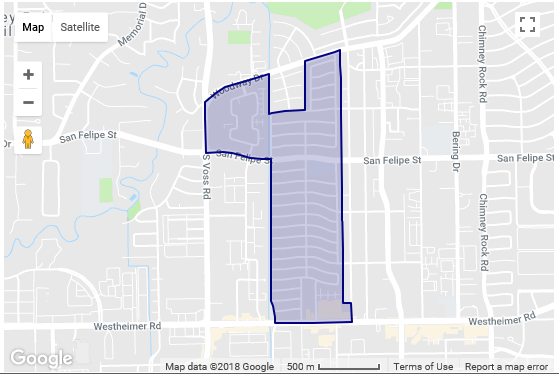 Map
Satellite
ey
il
Memorial D
Chimney Rock Rd
Woodway Dr
San Felipe St
Dr
San Felipe St
San Felipe St
San Felipe St
Bering Dr
S Voss Rd
Chimney Rock Rd
Westheimer Rd
Westheimer Rd
Google
Map data ©2018 Google
500 m
Terms of Use
Report a map error